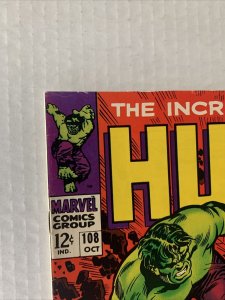 THE INCR
HU
MARVEL
COMICS
GROUP
12¢
IND.
108
OCT